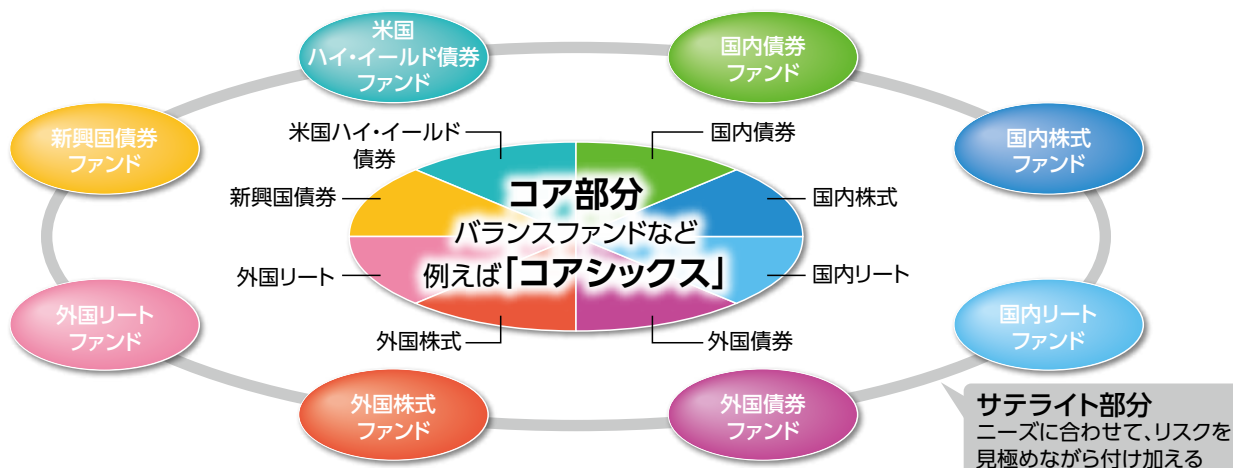 米国
ハイ・イールド債券
ファンド
国内債券
ファンド
新興国債券
ファンド
国内株式
ファンド
米国ハイ・イールド
債券
国内債券
新興国債券
国内株式
コア部分
バランスファンドなど
例えば「コアシックス」
外国リート
国内リート
外国株式
外国債券
外国リート
ファンド
国内リート
ファンド
外国株式
ファンド
外国債券
ファンド
サテライト部分
ニーズに合わせて、リスクを
見極めながら付け加える